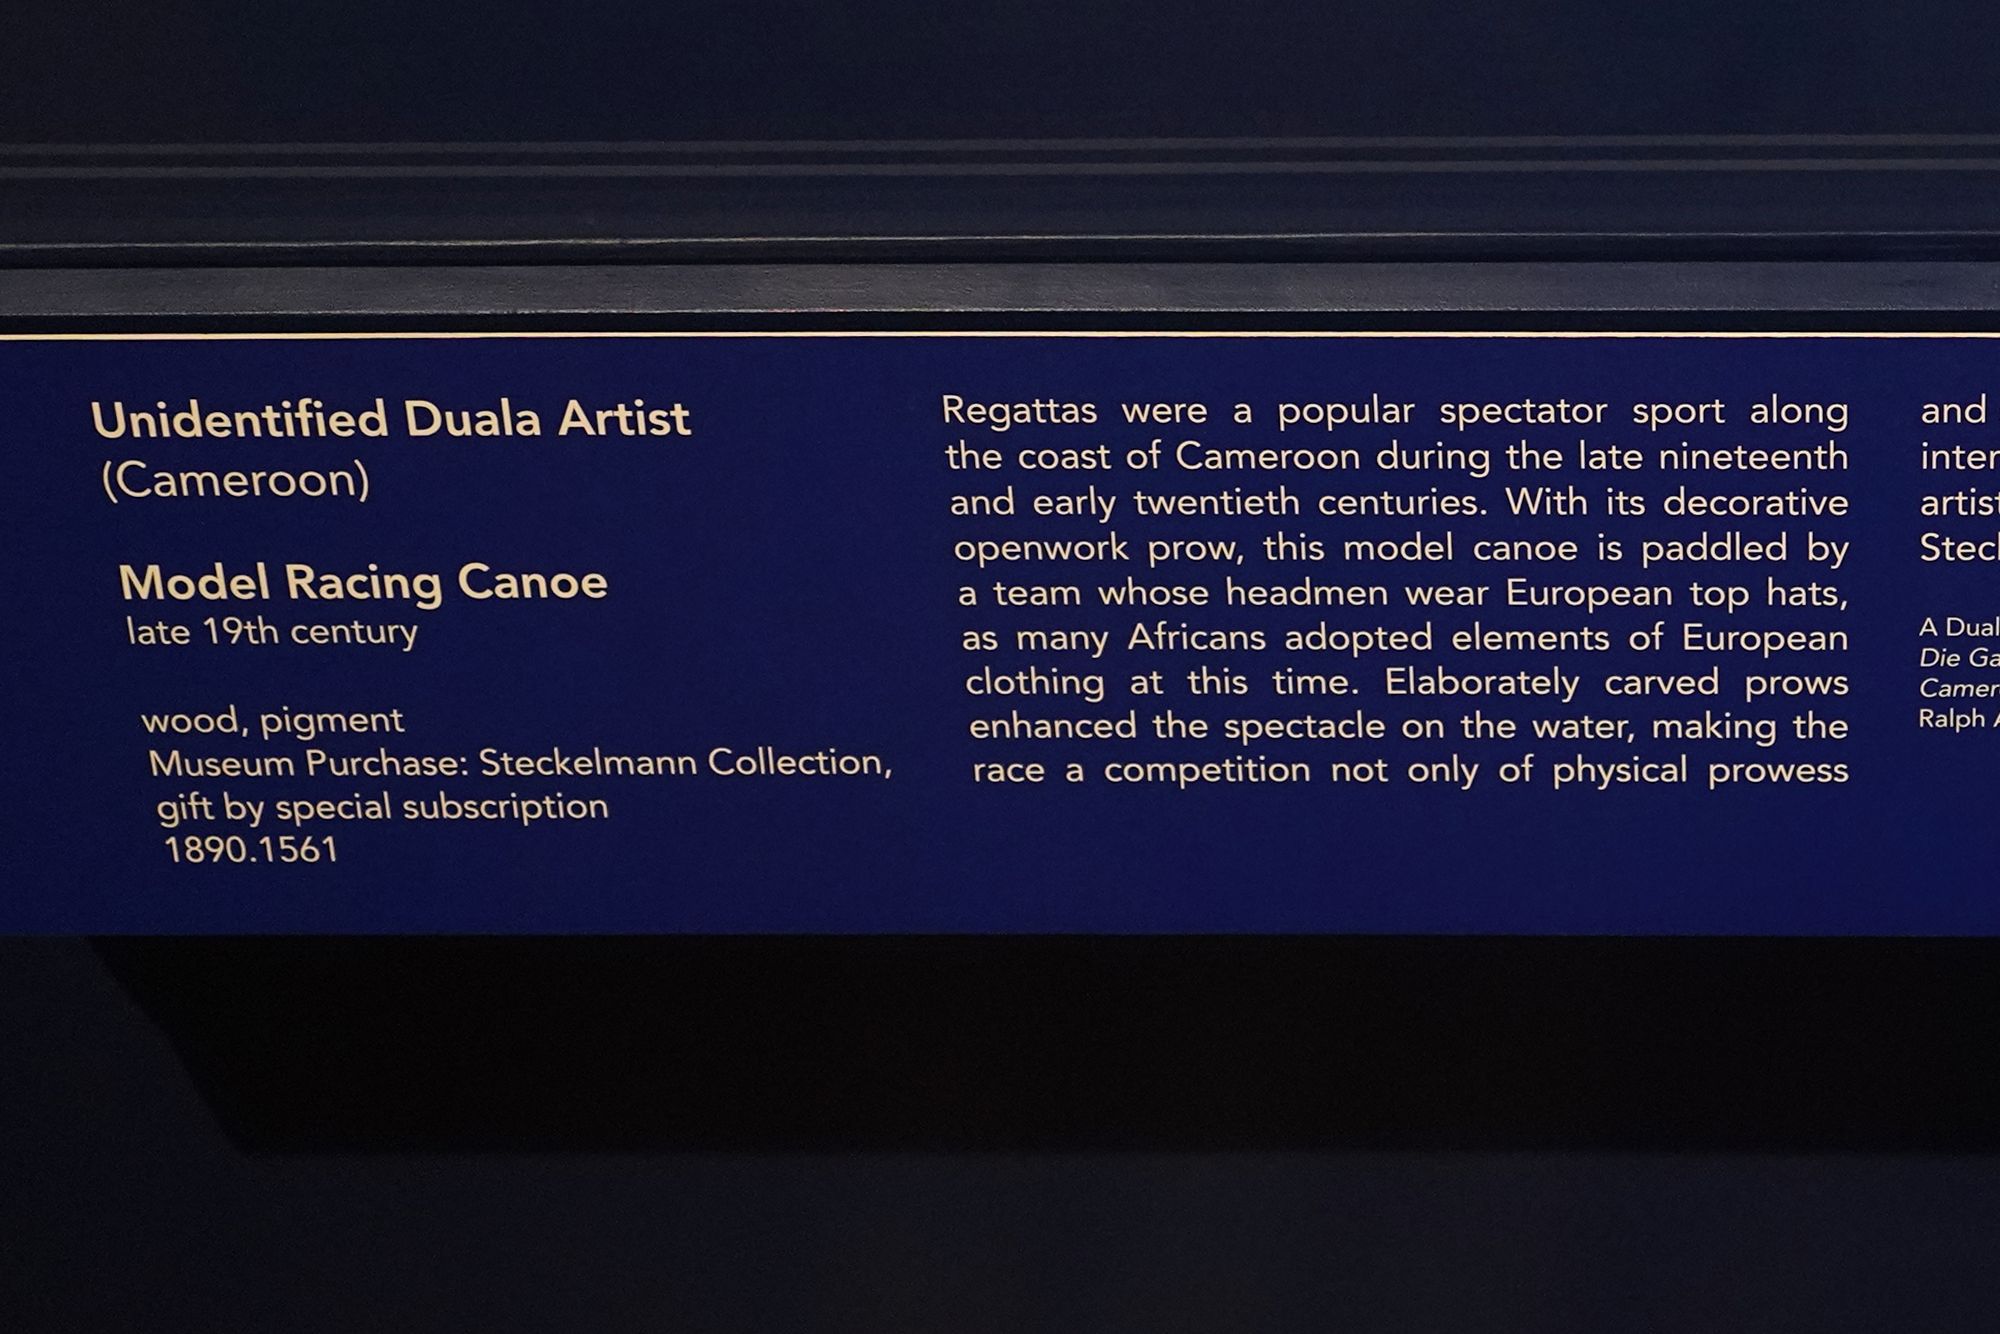 Unidentified Duala Artist
(Cameroon)
Model Racing Canoe
late 19th century
wood, pigment
Museum Purchase: Steckelmann Collection,
gift by special subscription
1890.1561
Regattas were a popular spectator sport along
the coast of Cameroon during the late nineteenth
and early twentieth centuries. With its decorative
openwork prow, this model canoe is paddled by
a team whose headmen wear European top hats,
as many Africans adopted elements of European
clothing at this time. Elaborately carved prows
enhanced the spectacle on the water, making the
race a competition not only of physical prowess
and
A
Die
Ralph